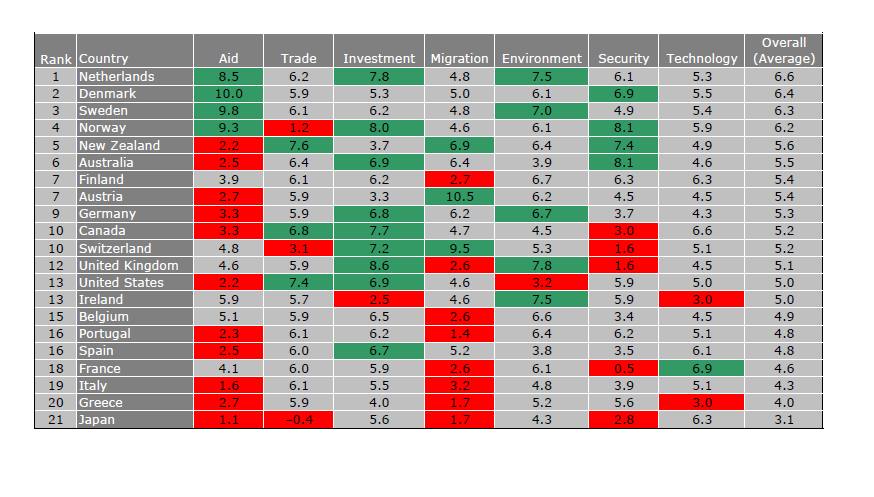 Overall
Rank Country Aid Trade Investment Migration Environment Security Technology (Average)
1 Netherlands 8.5 6.2 7.8 4.8 7.5 6.1 5.3 6.6
2 Denmark 10.0 5.9 5.3 5.0 6.1 6.9 5.5 6.4
3 Sweden 9.8 6.1 6.2 4.8 7.0 4.9 5.4 6.3
4 Norway 9.3 1.2 8.0 4.6 6.1 8.1 5.9 6.2
5 New Zealand 2.2 7.6 3.7 6.9 6.4 7.4 4.9 5.6
6 Australia 2.5 6.4 6.9 6.4 3.9 8.1 4.6 5.5
7 Finland 3.9 6.1 6.2 2.7 6.7 6.3 6.3 5.4
7 Austria 2.7 5.9 3.3 10.5 6.2 4.5 4.5 5.4
9 Germany 3.3 5.9 6.8 6.2 6.7 3.7 4.3 5.3
10 Canada 3.3 6.8 7.7 4.7 4.5 3.0 6.6 5.2
10 Switzerland 4.8 3.1 7.2 9.5 5.3 1.6 5.1 5.2
12 United Kingdom 4.6 5.9 8.6 2.6 7.8 1.6 4.5 5.1
13 United States 2.2 7.4 6.9 4.6 3.2 5.9 5.0 5.0
13 Ireland 5.9 5.7 2.5 4.6 7.5 5.9 3.0 5.0
15 Belgium 6.1 5.9 6.5 2.6 6.6 3.4 4.5 4.9
16 Portugal 2.3 6.1 6.2 1.4 6.4 6.2 5.1 4.8
16 Spain 2.5 6.0 6.7 5.2 3.8 3.5 6.1 4.8
18 France 4.1 6.0 5.9 2.6 6.1 0.5 6.9 4.6
19 Italy 1.6 6.1 5.5 3.2 4.8 3.9 5.1 4.3
20 Greece 2.7 5.9 4.0 1.7 5.2 5.6 3.0 4.0
21 Japan 1.1 -0.4 5.6 1.7 4.3 2.8 6.3 3.1